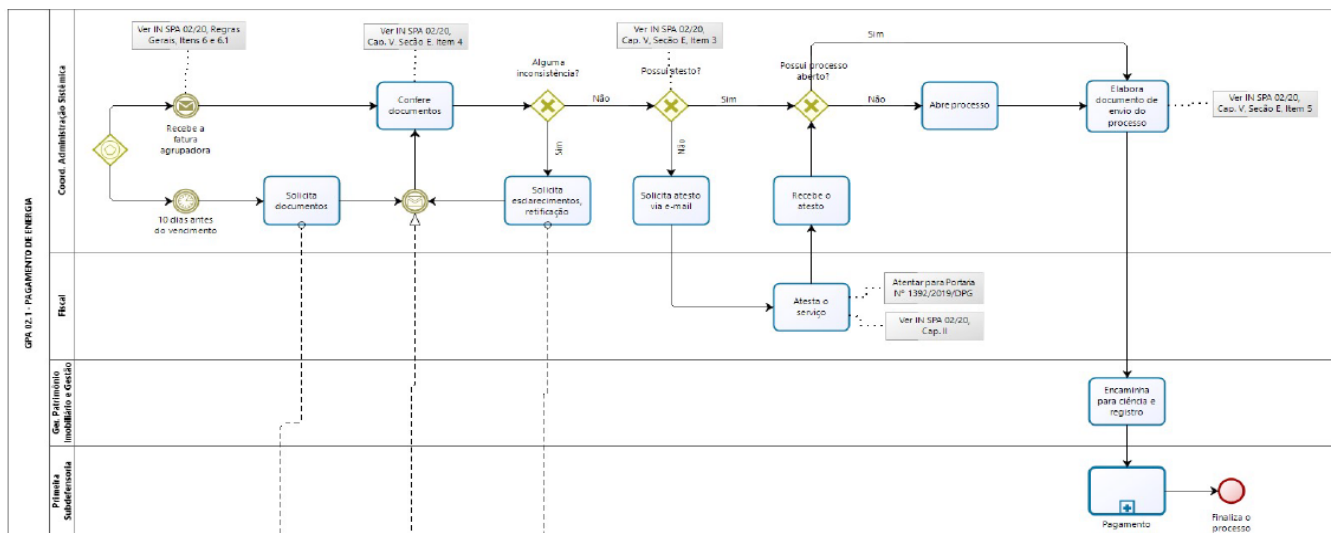 GPA 02.1 - PAGAMENTO DE ENERGIA
Coord. Administração Sistêmica
Ver IN SPA 02/20, Regras
Gerais, Itens 6 e 6.1
Ver IN SPA 02/20,
Cap. V, Secão E, Item 4
Ver IN SPA 02/20,
Cap. V, Secão E, Item 3
Sim
Alguma
inconsistência?
Possui atesto?
Possui processo
aberto?
Recebe a
fatura
agrupadora
Confere
documentos
Não
Sim
Não
Abre processo
Elabora
documento de
envio do
processo
Ver IN SPA 02/20,
Cap. V, Secão E, Item 5
Sim
Não
10 dias antes
do vencimento
Solicita
documentos
Solicita
esclarecimentos,
retificação
Solicita atesto
via e-mail
Recebe o
atesto
Fiscal
Atesta o
serviço
Atentar para Portaria
N° 1392/2019/DPG
Ver IN SPA 02/20,
Cap. II
Ger. Patrimônio
Imobiliário e Gestão
Encaminha
para ciência e
registro
Primeira
Subdefensoria
Pagamento
Finaliza o
processo